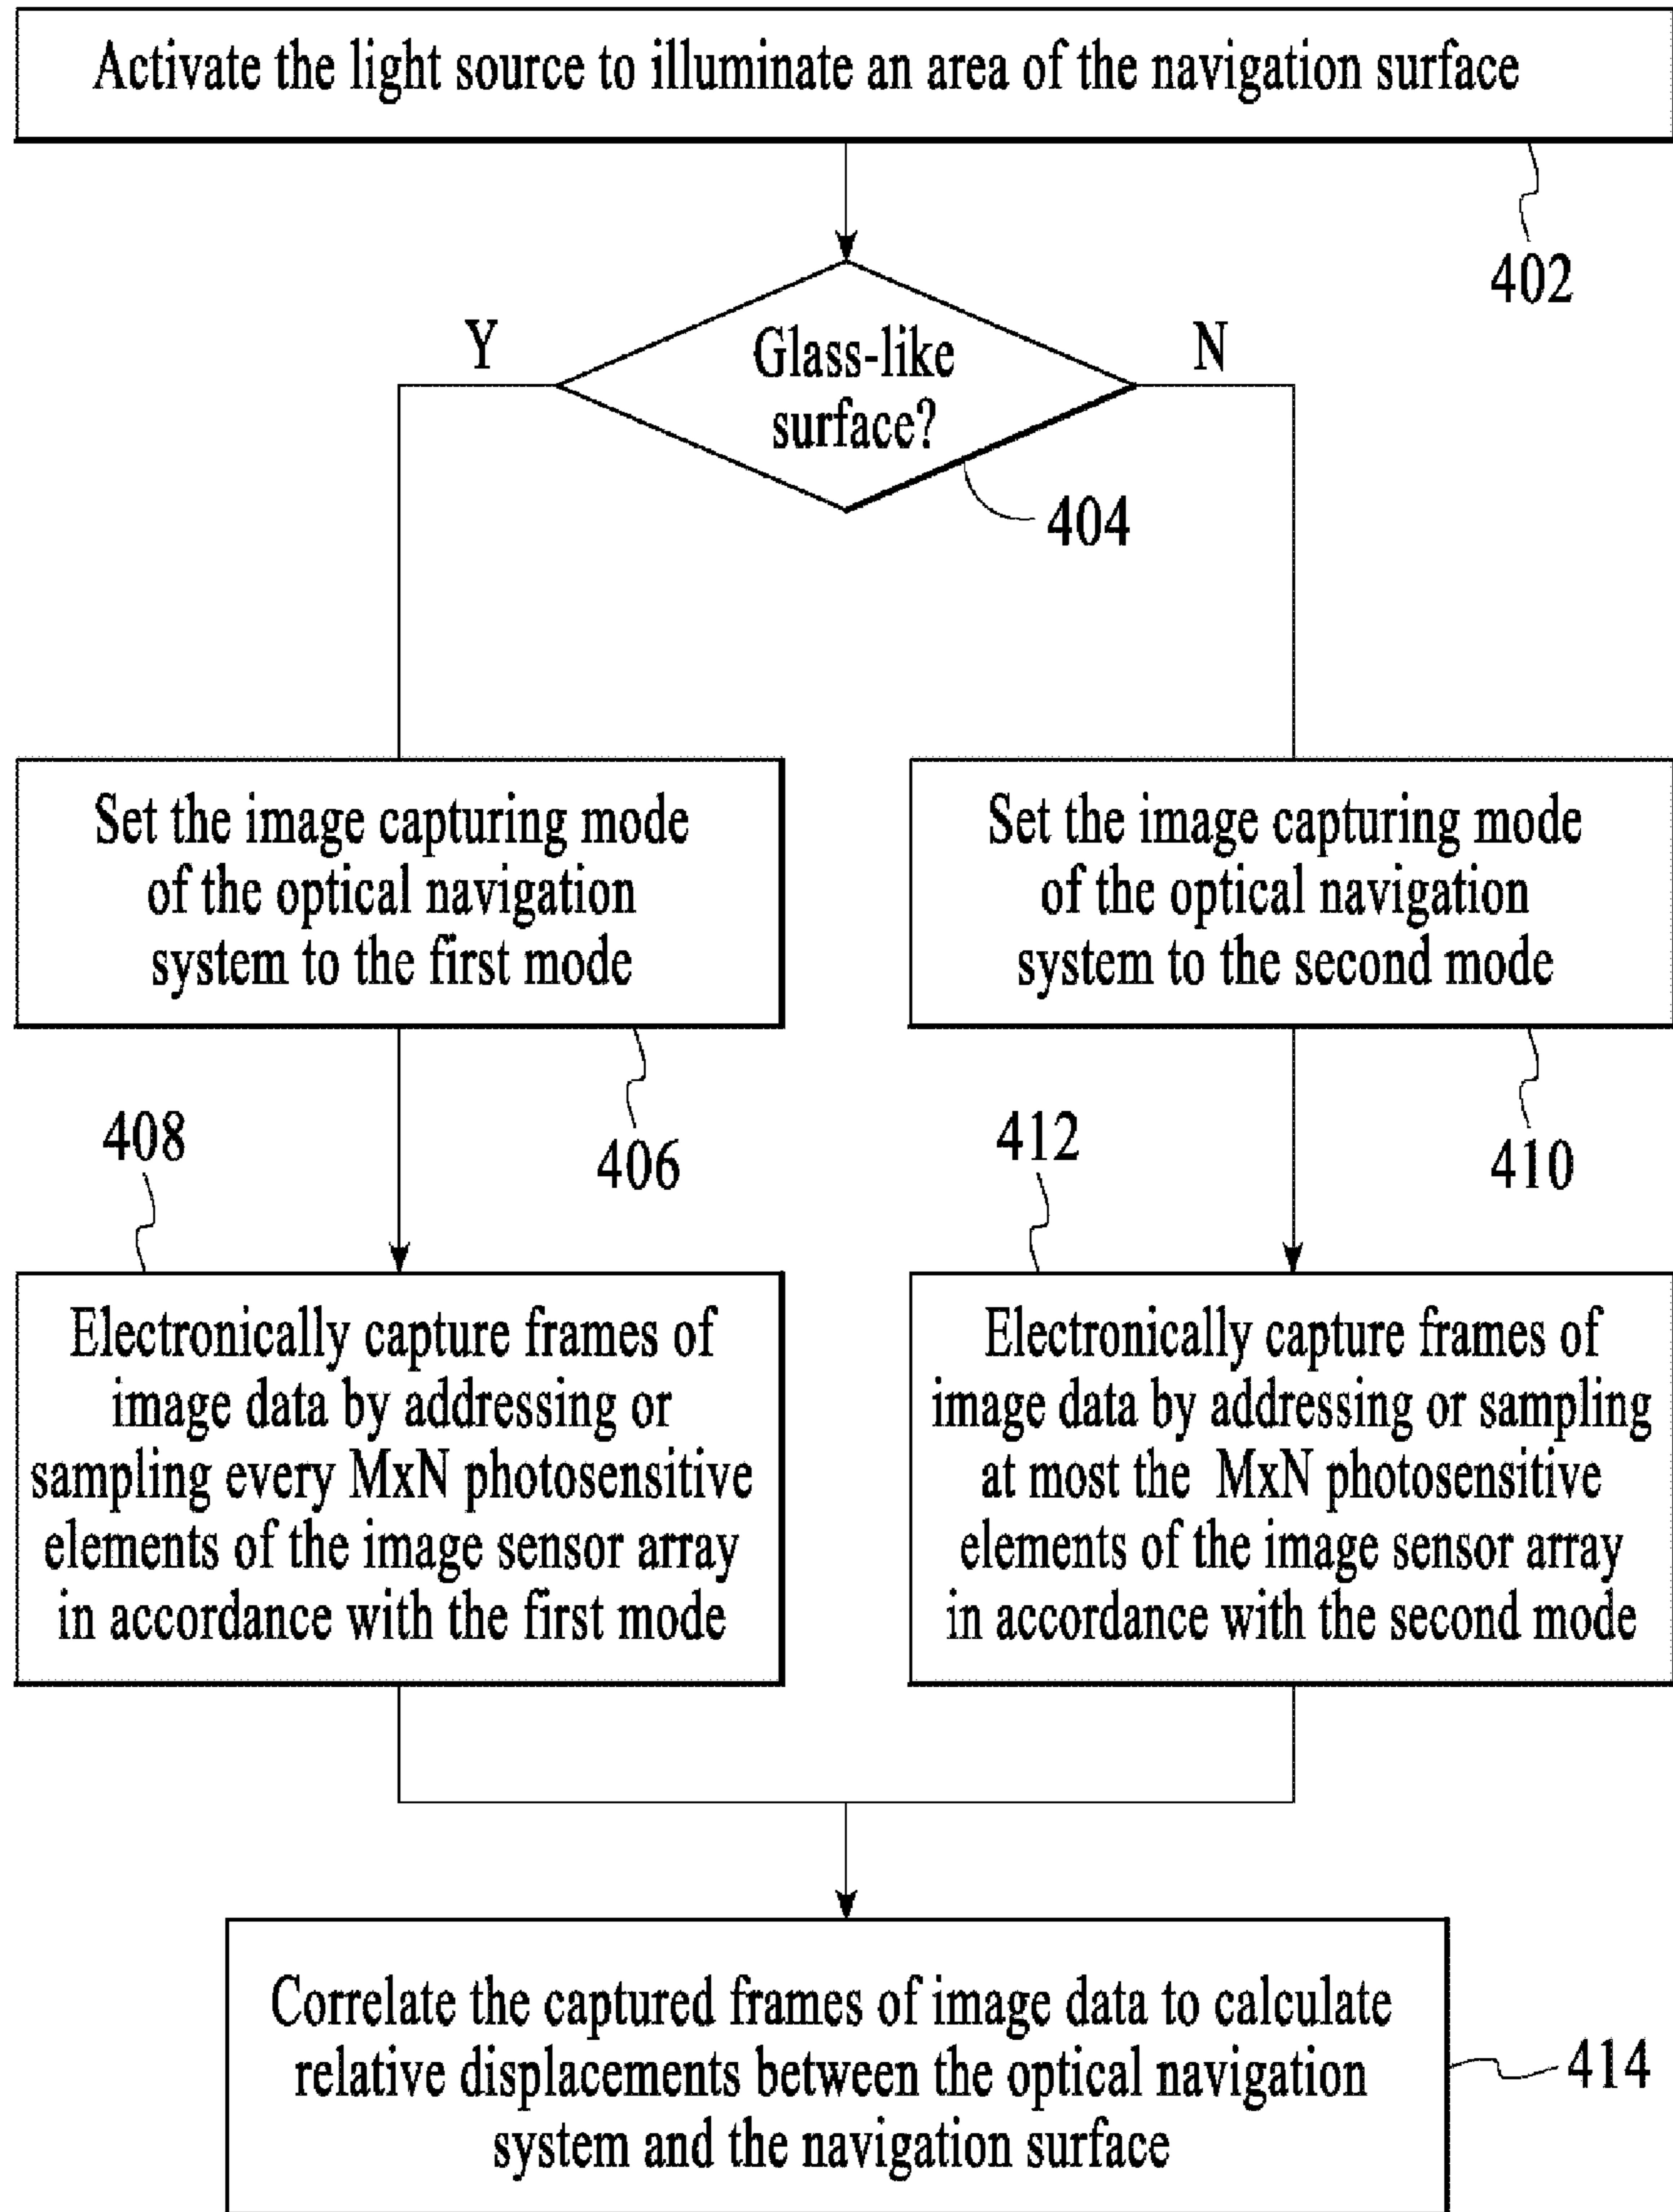 Activate the light source to illuminate an area of the navigation surface
402
Y
N
Glass-like
surface?
404
Set the image capturing mode
of the optical navigation
system to the first mode
406
Set the image capturing mode
of the optical navigation
system to the second mode
410
408
Electronically capture frames of
image data by addressing or
sampling every MxN photosensitive
elements of the image sensor array
in accordance with the first mode
412
Electronically capture frames of
image data by addressing or sampling
at most the MxN photosensitive
elements of the image sensor array
in accordance with the second mode
Correlate the captured frames of image data to calculate
relative displacements between the optical navigation
system and the navigation surface
414